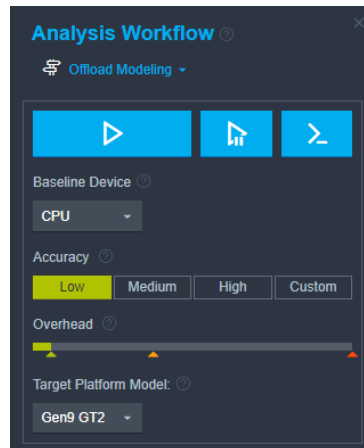 Analysis Workflow
Offload Modeling
Baseline Device
CPU
Accuracy
Low Medium High Custom
Overhead
Target Platform Model:
Gen9 GT2